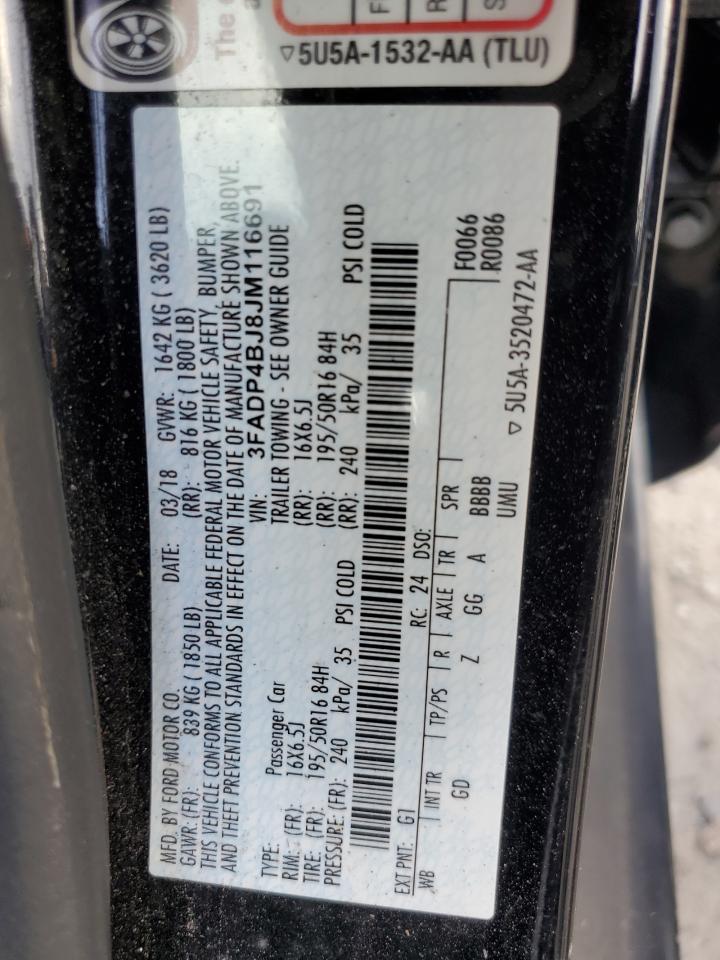 The
F
R
S
5U5A-1532-AA (TLU)
MFD. BY FORD MOTOR CO.
DATE: 03/18 GVWR: 1642 KG ( 3620 LB)
GAWR: (FR): 839 KG ( 1850 LB) (RR): 816 KG ( 1800 LB)
THIS VEHICLE CONFORMS TO ALL APPLICABLE FEDERAL MOTOR VEHICLE SAFETY, BUMPER,
AND THEFT PREVENTION STANDARDS IN EFFECT ON THE DATE OF MANUFACTURE SHOWN ABOVE.
VIN: 3FADP4BJ8JM116691
TYPE: Passenger Car TRAILER TOWING - SEE OWNER GUIDE
RIM: (FR): 16X6.5J (RR): 16X6.5J
TIRE: (FR): 195/50R16 84H (RR): 195/50R16 84H
PRESSURE: (FR): 240 kPa/ 35 PSI COLD (RR): 240 kPa/ 35 PSI COLD
EXT PNT: G1 RC: 24 DSO: F0066
WB INT TR TP/PS R AXLE TR SPR R0086
GD Z GG A BBBB
UMU
5U5A-3520472-AA